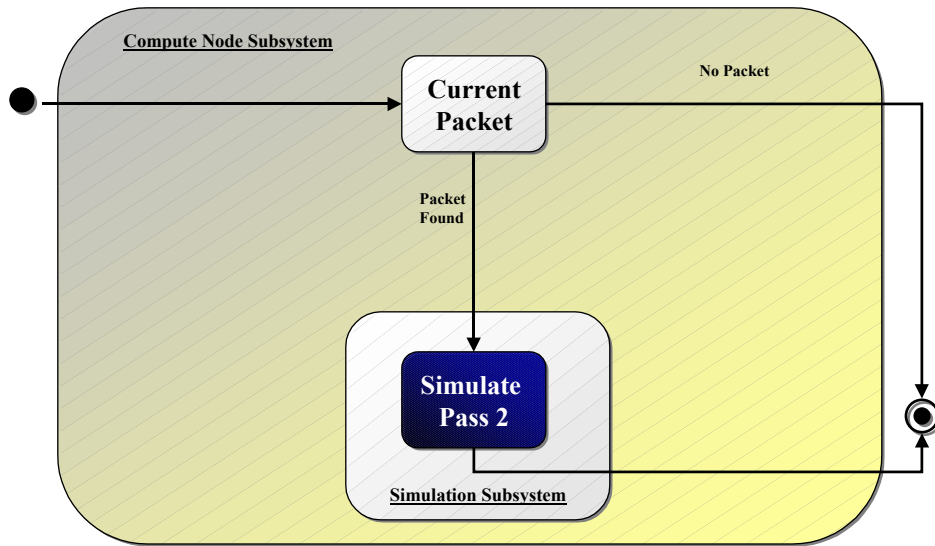 Compute Node Subsystem
Current
Packet
No Packet
Packet
Found
Simulate
Pass 2
Simulation Subsystem